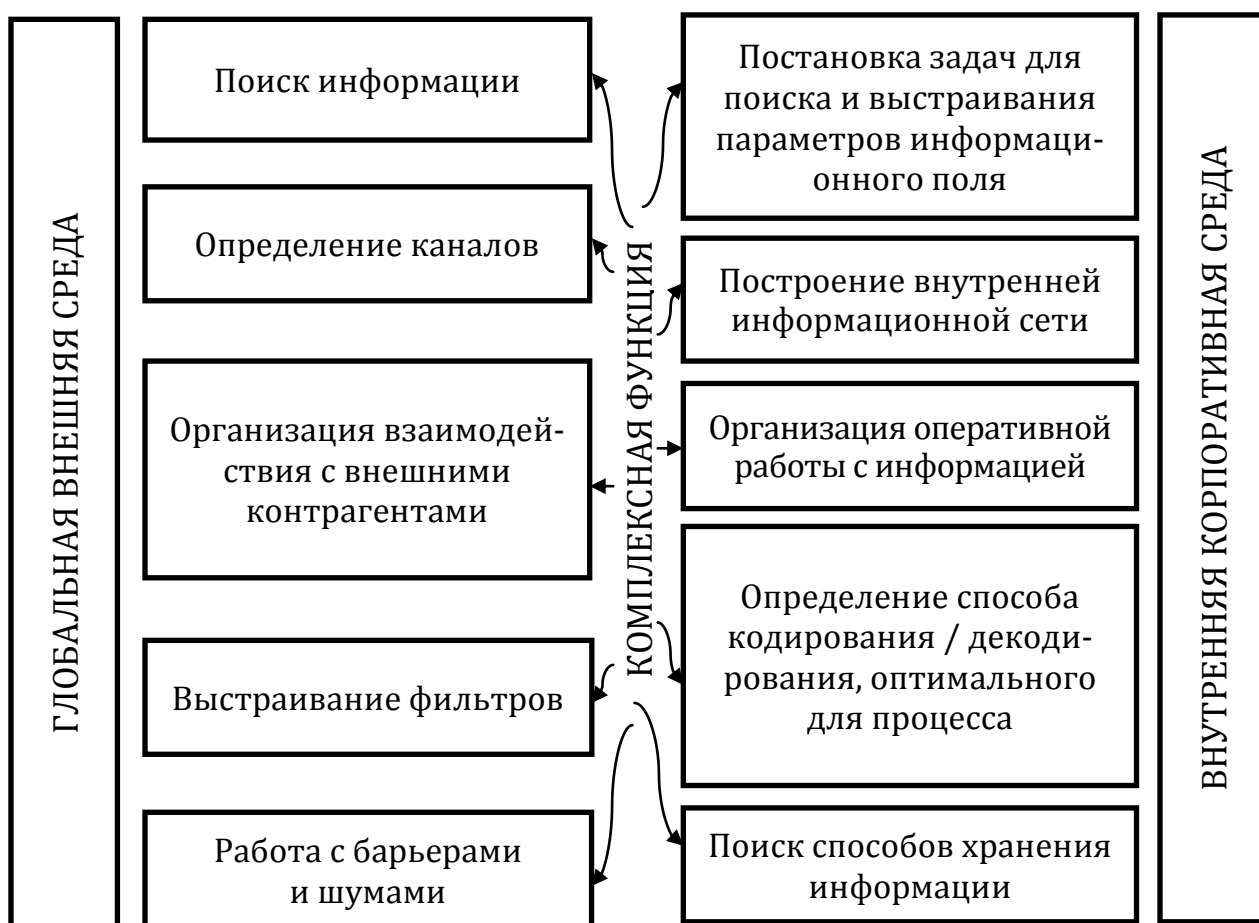 ГЛОБАЛЬНАЯ ВНЕШНЯЯ СРЕДА
Поиск информации
Определение каналов
Организация взаимодей-
ствия с внешними
контрагентами
Выстраивание фильтров
Работа с барьерами
и шумами
КОМПЛЕКСНАЯ ФУНКЦИЯ
Постановка задач для
поиска и выстраивания
параметров информаци-
онного поля
Построение внутренней
информационной сети
Организация оперативной
работы с информацией
Определение способа
кодирования / декоди-
рования, оптимального
для процесса
Поиск способов хранения
информации
ВНУТРЕННЯЯ КОРПОРАТИВНАЯ СРЕДА